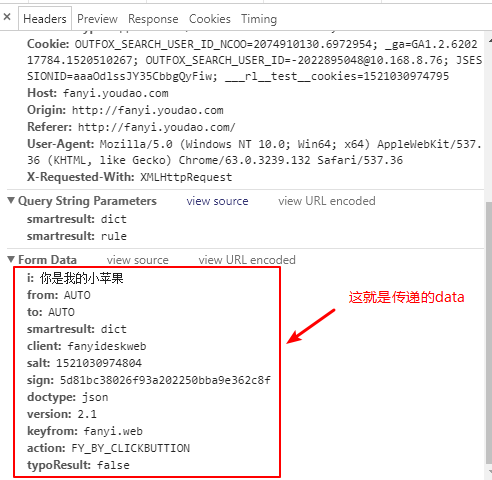 Headers Preview Response Cookies Timing
Cookie: OUTFOX_SEARCH_USER_ID_NCOO=2074910130.6972954; _ga=GA1.2.6202
17784.1520510267; OUTFOX_SEARCH_USER_ID=-2022895048@10.168.8.76; JSES
SIONID=aaaOdlssJY35CbbgQyFiw; ___rl__test__cookies=1521030974795
Host: fanyi.youdao.com
Origin: http://fanyi.youdao.com
Referer: http://fanyi.youdao.com/
User-Agent: Mozilla/5.0 (Windows NT 10.0; Win64; x64) AppleWebKit/537.
36 (KHTML, like Gecko) Chrome/63.0.3239.132 Safari/537.36
X-Requested-With: XMLHttpRequest
Query String Parameters view source view URL encoded
smartresult: dict
smartresult: rule
Form Data view source view URL encoded
i: 你是我的小苹果
from: AUTO
to: AUTO
这就是传递的data
smartresult: dict
client: fanyideskweb
salt: 1521030974804
sign: 5d81bc38026f93a202250bba9e362c8f
doctype: json
version: 2.1
keyfrom: fanyi.web
action: FY_BY_CLICKBUTTION
typoResult: false